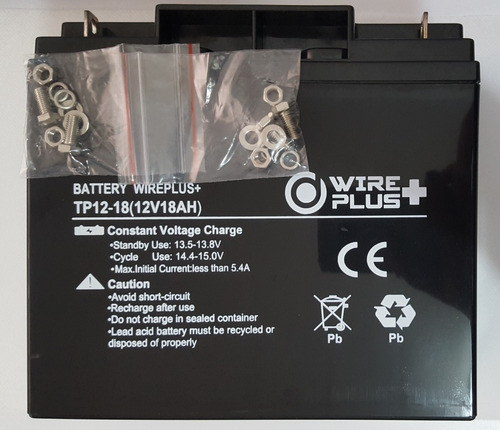 BATTERY WIREPLUS+
TP12-18(12V18AH)
Constant Voltage Charge
•Standby Use: 13.5-13.8V
•Cycle Use: 14.4-15.0V
•Max.Initial Current:less than 5.4A
Caution
•Avoid short-circuit
•Recharge after use
•Do not charge in sealed container
•Lead acid battery must be recycled or
disposed of properly
WIRE
PLUS+
CE
Pb
Pb